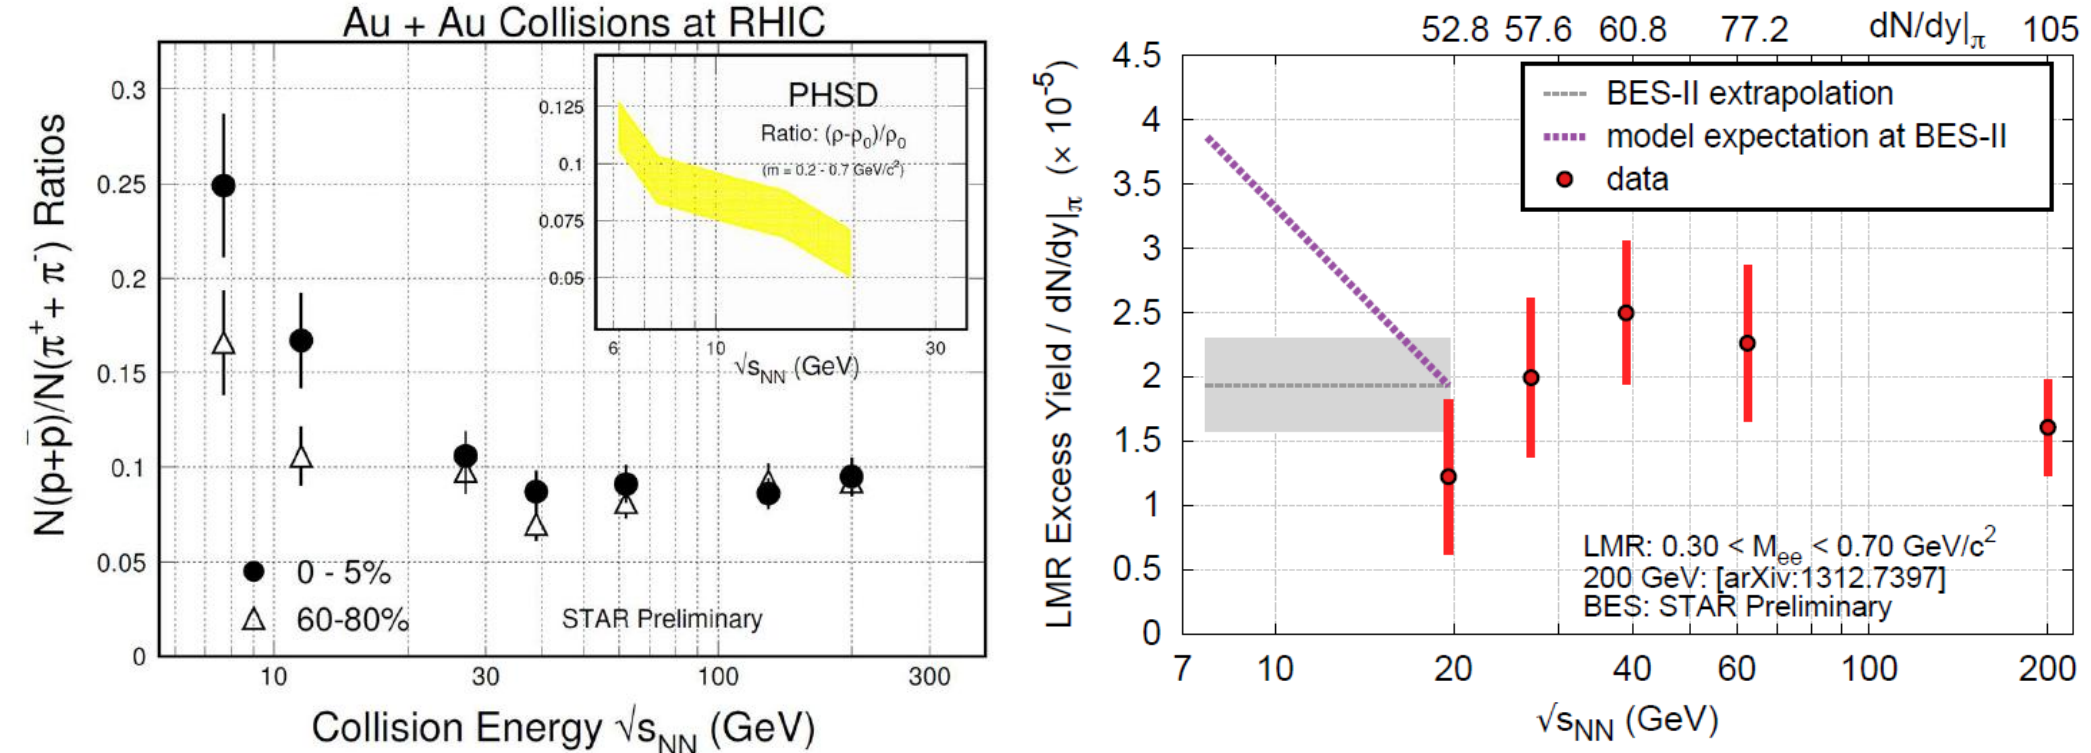 Au + Au Collisions at RHIC
N(p+p̄)/N(π⁺ + π⁻) Ratios
0.3
0.25
0.2
0.15
0.1
0.05
0
PHSD
Ratio: (ρ-ρ₀)/ρ₀
(m = 0.2 - 0.7 GeV/c²)
0.125
0.1
0.075
0.05
6 10 30
√s_NN (GeV)
0 - 5%
60-80%
STAR Preliminary
10 30 100 300
Collision Energy √s_NN (GeV)
52.8 57.6 60.8 77.2 dN/dy|π 105
LMR Excess Yield / dN/dy|π (× 10⁻⁵)
4.5
4
3.5
3
2.5
2
1.5
1
0.5
0
BES-II extrapolation
model expectation at BES-II
data
LMR: 0.30 < M_ee < 0.70 GeV/c²
200 GeV: [arXiv:1312.7397]
BES: STAR Preliminary
7 10 20 40 60 100 200
√s_NN (GeV)